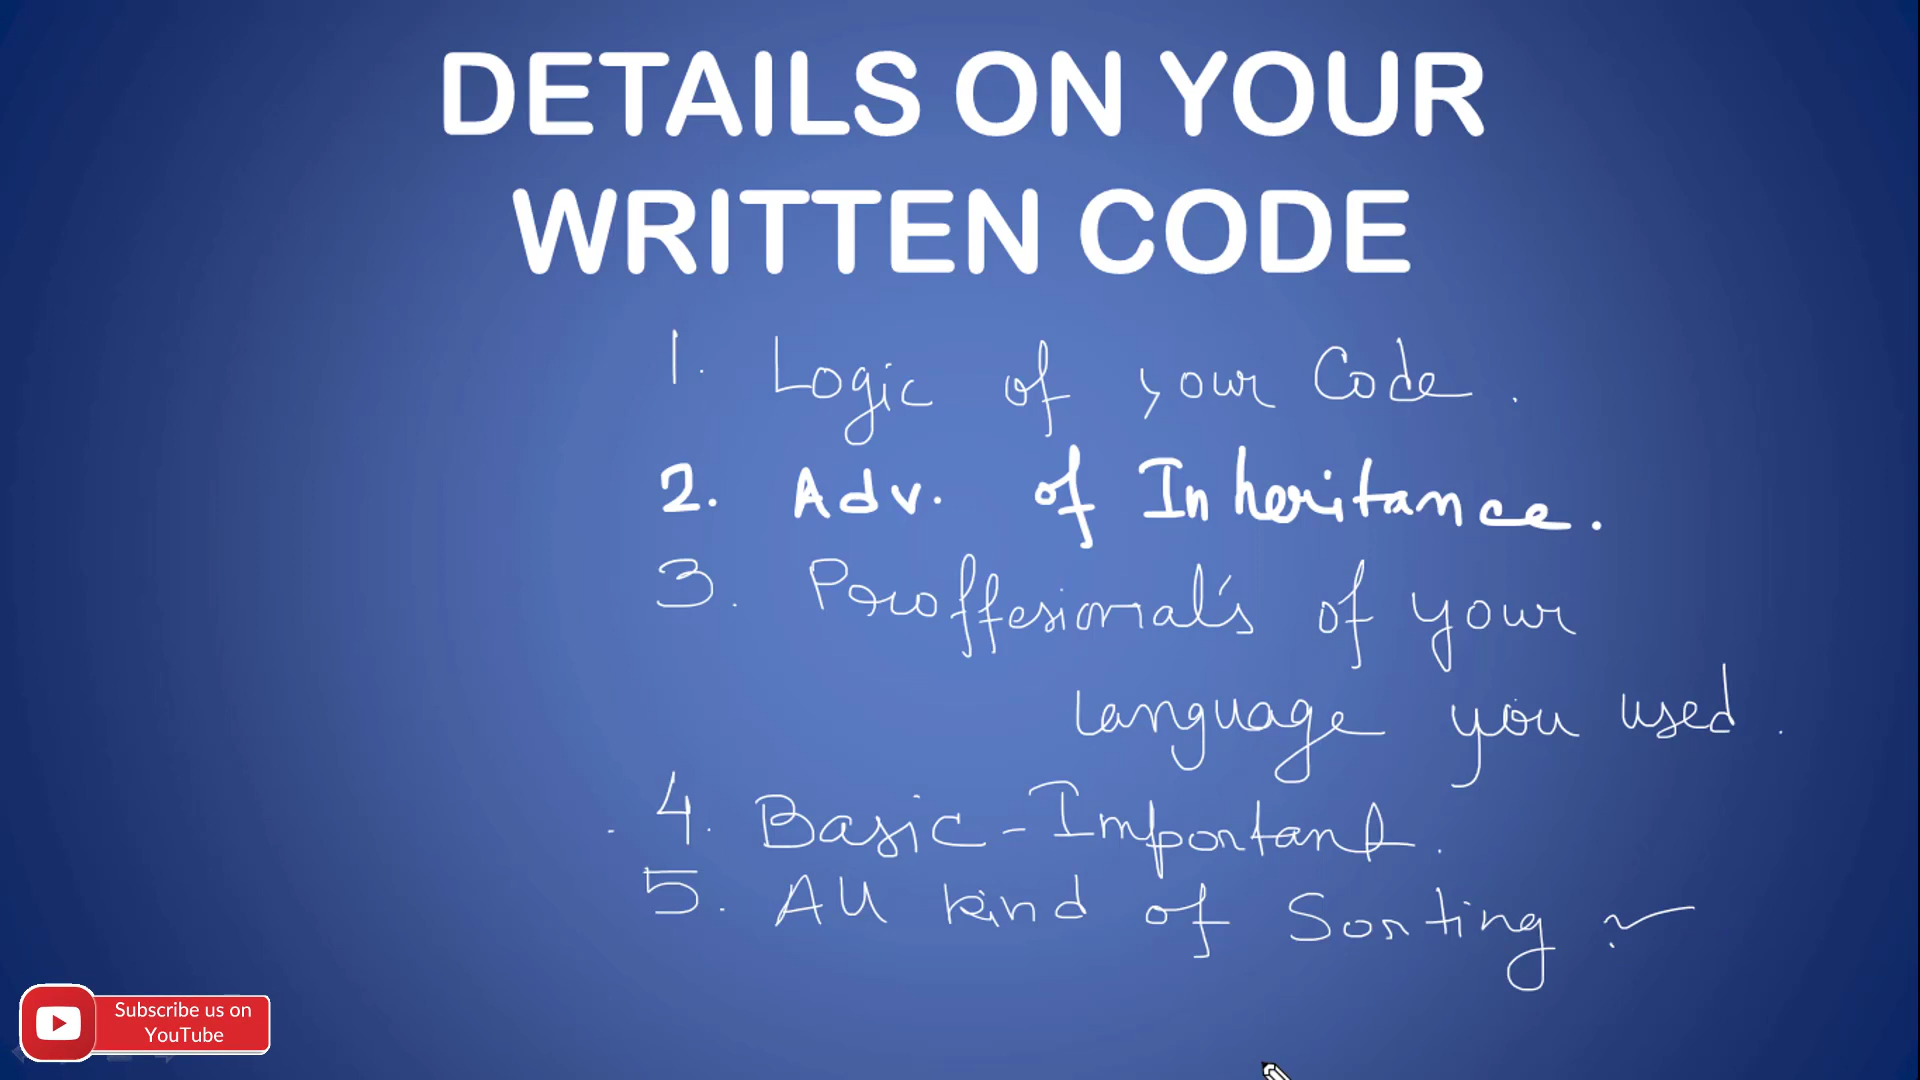 DETAILS ON YOUR
WRITTEN CODE
1. Logic of your Code.
2. Adv. of Inheritance.
3. Proffesional's of your
language you used.
4. Basic-Important.
5. All kind of Sorting
Subscribe us on
YouTube